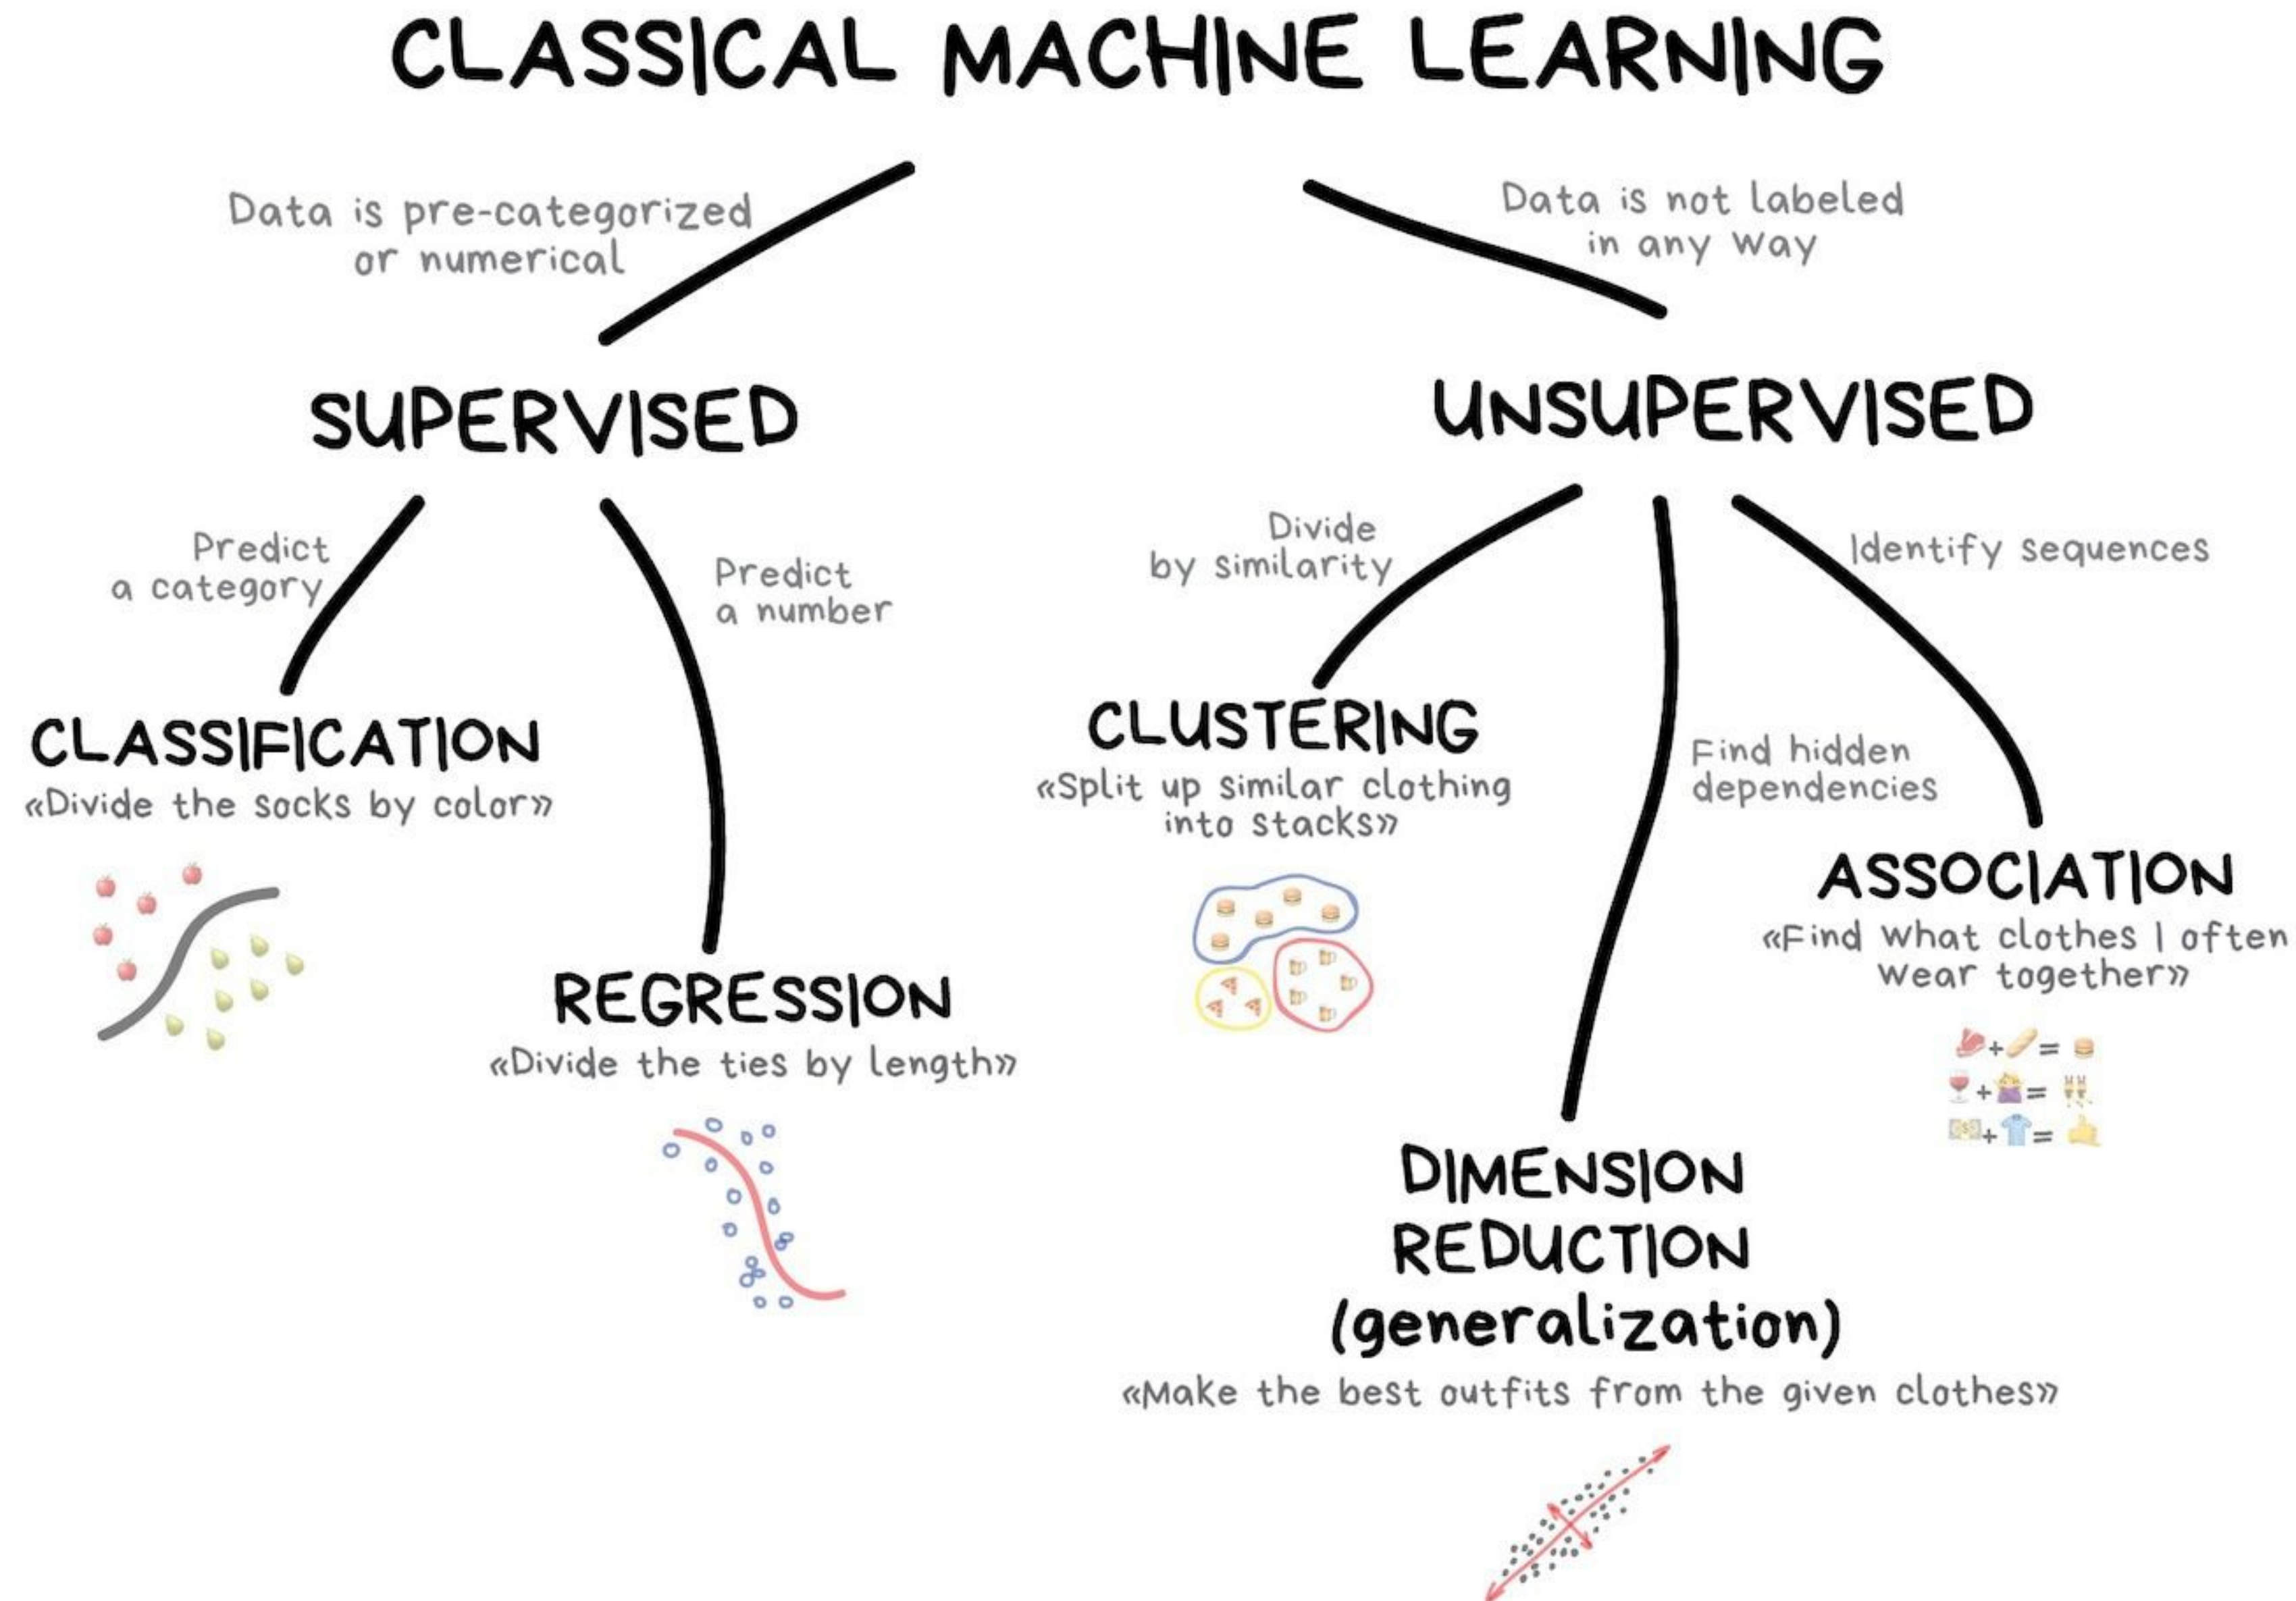 CLASSICAL MACHINE LEARNING
Data is pre-categorized
or numerical
Data is not labeled
in any way
SUPERVISED
UNSUPERVISED
Predict
a category
Predict
a number
Divide
by similarity
Identify sequences
CLASSIFICATION
«Divide the socks by color»
CLUSTERING
«Split up similar clothing
into stacks»
Find hidden
dependencies
ASSOCIATION
«Find what clothes I often
wear together»
REGRESSION
«Divide the ties by length»
+ =
+ =
+ =
DIMENSION
REDUCTION
(generalization)
«Make the best outfits from the given clothes»